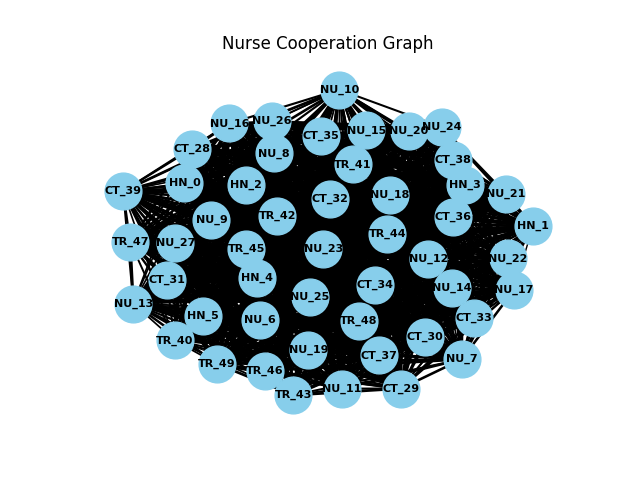 Nurse Cooperation Graph
NU_10
NU_16
NU_26
CT_35
NU_15
NU_20
NU_24
CT_28
NU_8
TR_41
CT_38
CT_39
HN_0
HN_2
CT_32
NU_18
HN_3
NU_21
NU_9
TR_42
CT_36
HN_1
TR_47
NU_27
TR_45
NU_23
TR_44
NU_12
NU_22
CT_31
HN_4
CT_34
NU_14
NU_17
NU_13
HN_5
NU_6
NU_25
TR_48
CT_33
TR_40
NU_19
CT_30
TR_49
TR_46
CT_37
NU_7
TR_43
NU_11
CT_29